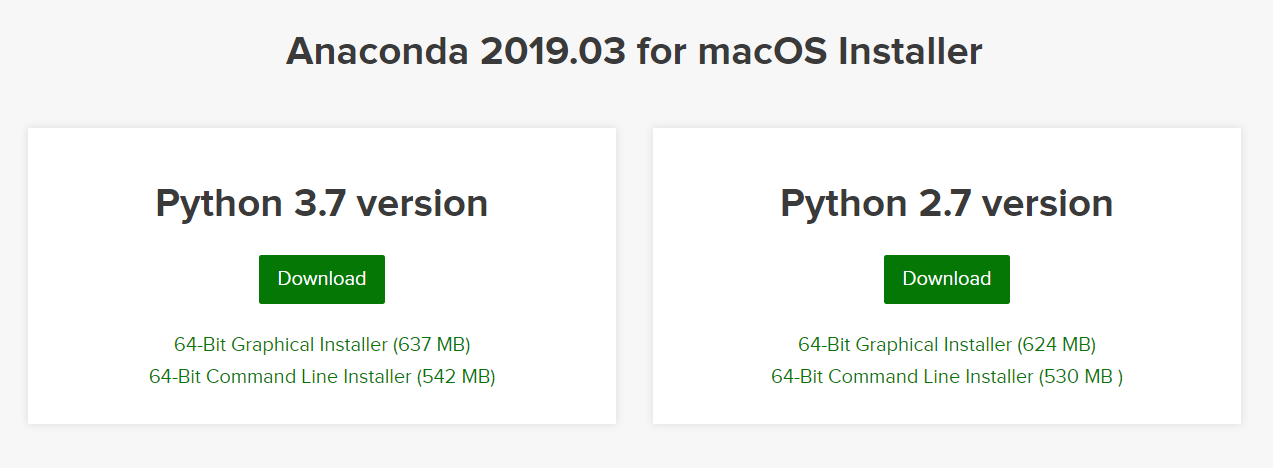 Anaconda 2019.03 for macOS Installer
Python 3.7 version
Download
64-Bit Graphical Installer (637 MB)
64-Bit Command Line Installer (542 MB)
Python 2.7 version
Download
64-Bit Graphical Installer (624 MB)
64-Bit Command Line Installer (530 MB )